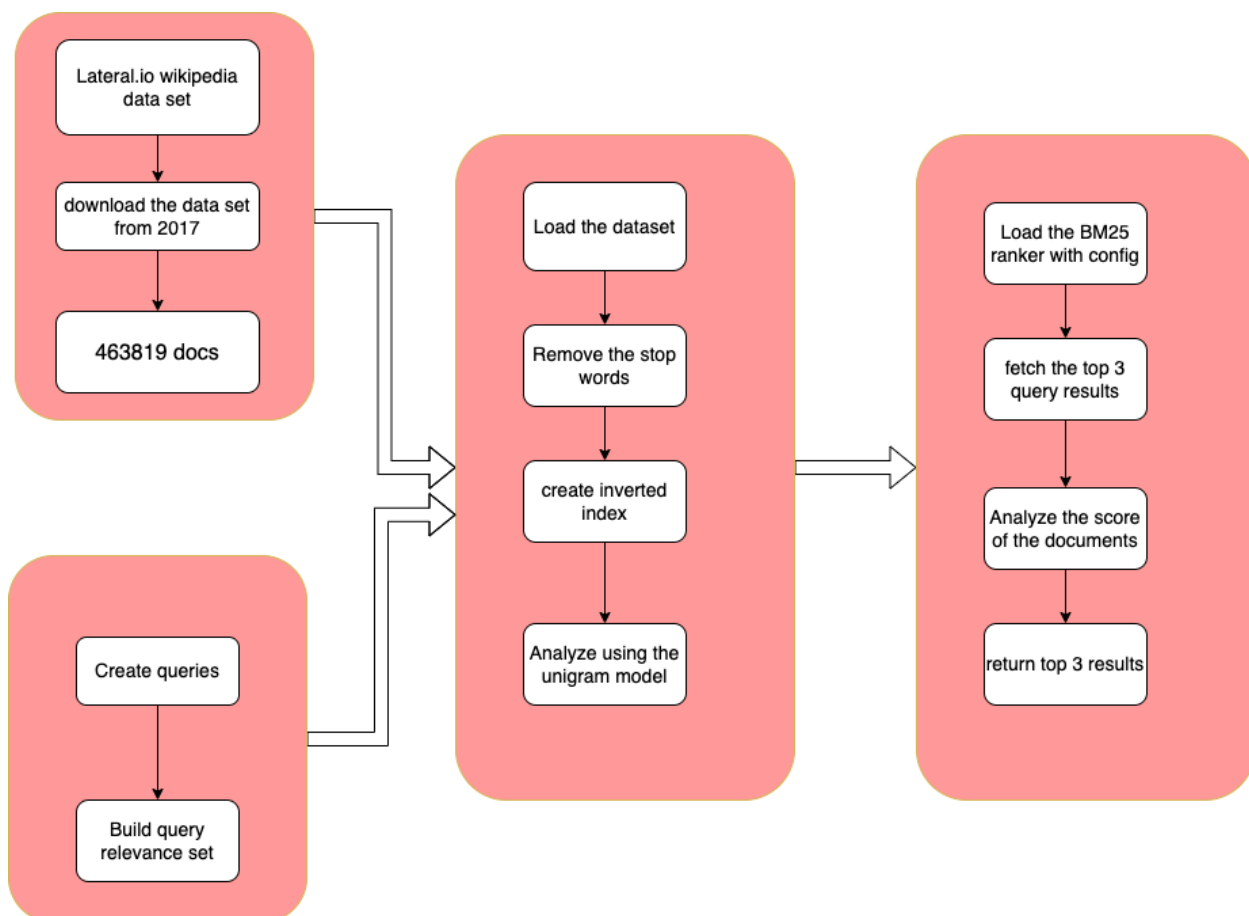 Lateral.io wikipedia
data set
download the data set
from 2017
463819 docs
Create queries
Build query
relevance set
Load the dataset
Remove the stop
words
create inverted
index
Analyze using the
unigram model
Load the BM25
ranker with config
fetch the top 3
query results
Analyze the score
of the documents
return top 3 results